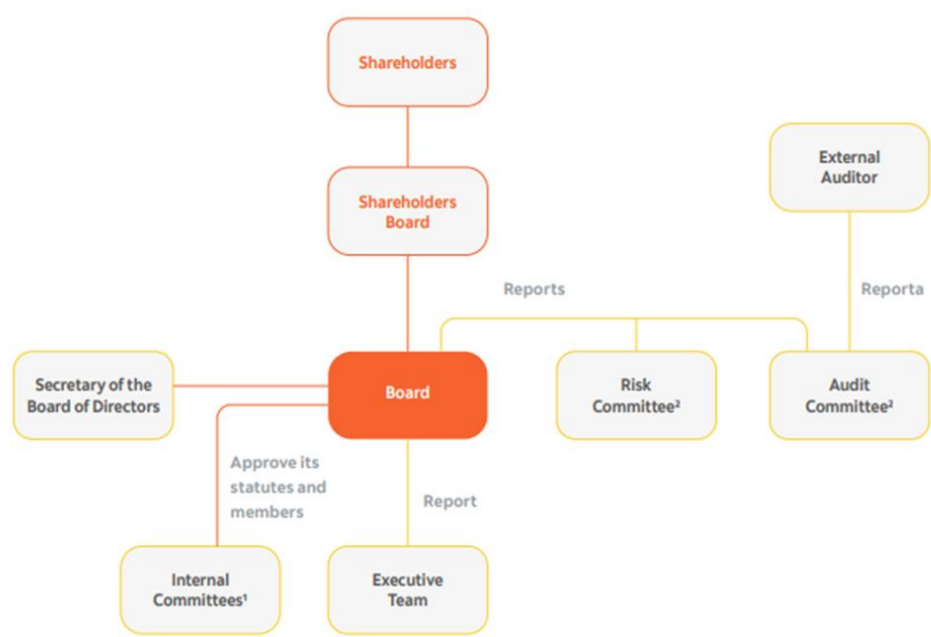 Shareholders
External
Auditor
Shareholders
Board
Reports
Reporta
Secretary of the
Board of Directors
Board
Risk
Committee²
Audit
Committee²
Approve its
statutes and
members
Report
Internal
Committees¹
Executive
Team